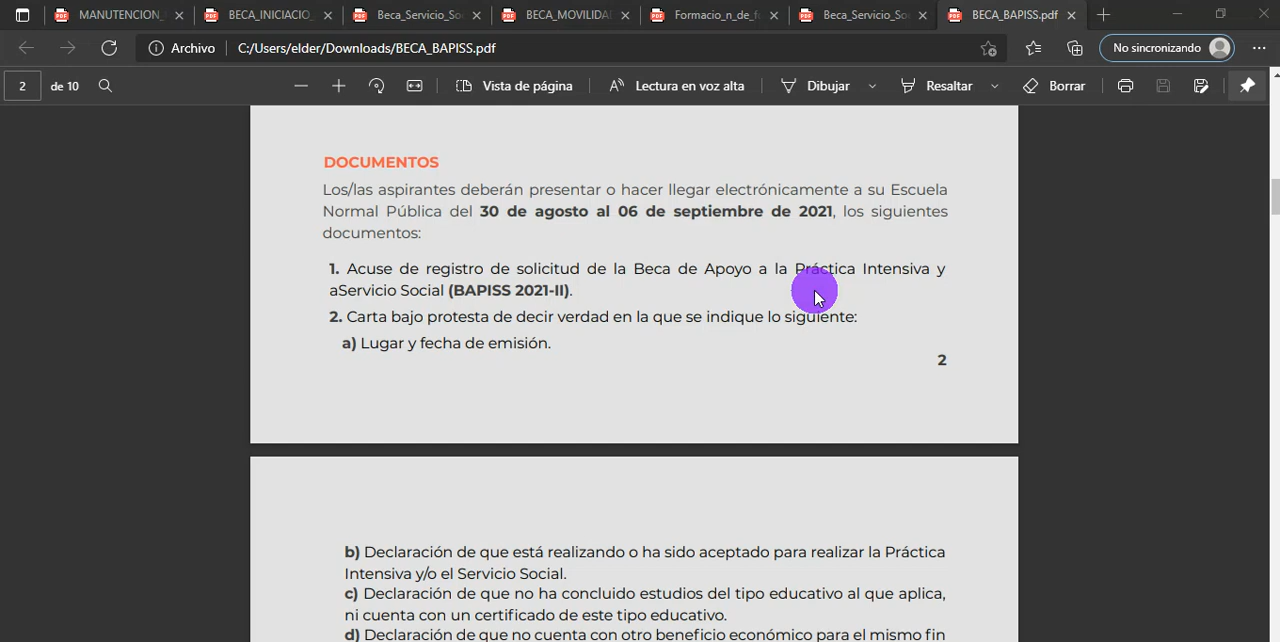 MANUTENCION_
BECA_INICIACIO
Beca_Servicio_So
BECA_MOVILIDA
Formacio_n_de_f
Beca_Servicio_So
BECA_BAPISS.pdf
Archivo
C:/Users/elder/Downloads/BECA_BAPISS.pdf
No sincronizando
2 de 10
Vista de página
Lectura en voz alta
Dibujar
Resaltar
Borrar
DOCUMENTOS
Los/las aspirantes deberán presentar o hacer llegar electrónicamente a su Escuela
Normal Pública del 30 de agosto al 06 de septiembre de 2021, los siguientes
documentos:
1. Acuse de registro de solicitud de la Beca de Apoyo a la Práctica Intensiva y
aServicio Social (BAPISS 2021-II).
2. Carta bajo protesta de decir verdad en la que se indique lo siguiente:
a) Lugar y fecha de emisión.
2
b) Declaración de que está realizando o ha sido aceptado para realizar la Práctica
Intensiva y/o el Servicio Social.
c) Declaración de que no ha concluido estudios del tipo educativo al que aplica,
ni cuenta con un certificado de este tipo educativo.
d) Declaración de que no cuenta con otro beneficio económico para el mismo fin